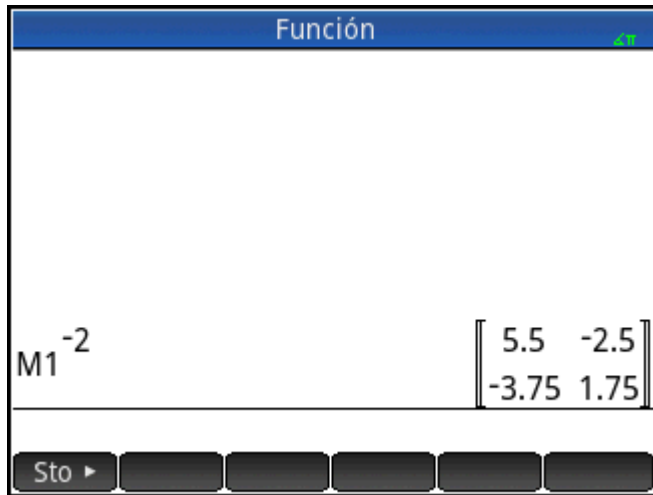 Función
∡π
M1^-2
[[5.5 -2.5]
[-3.75 1.75]]
Sto ►